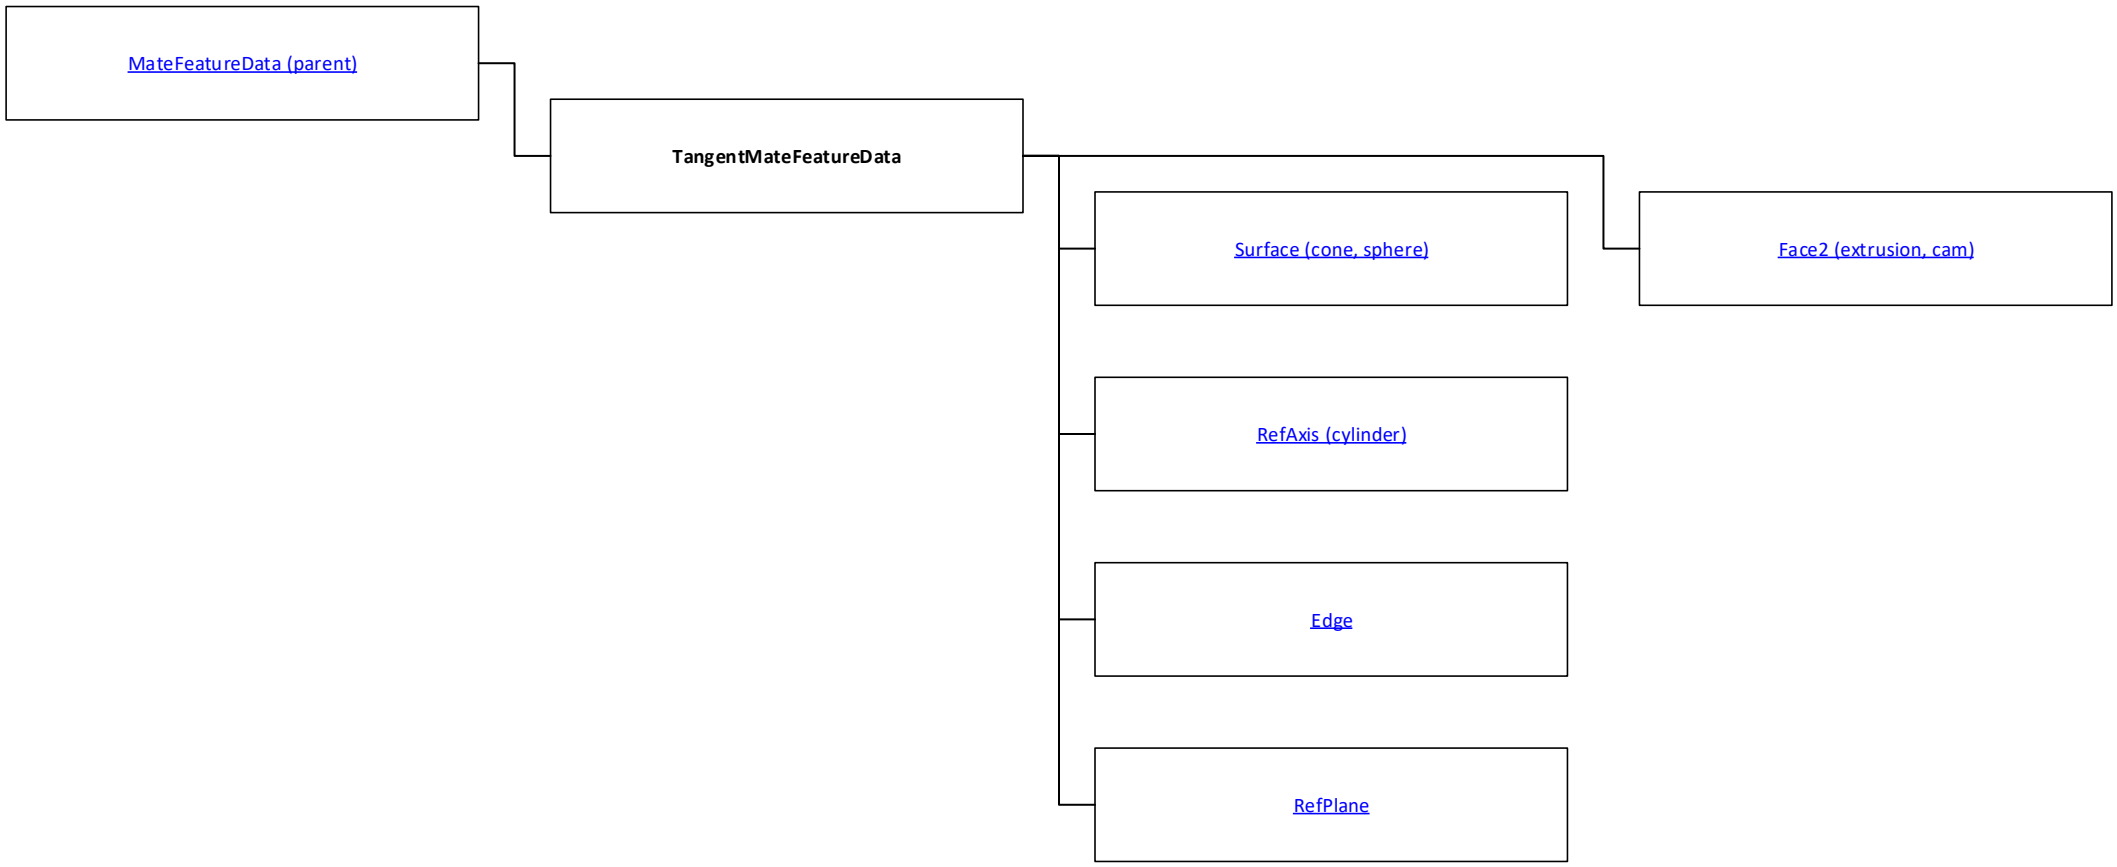 MateFeatureData (parent)
TangentMateFeatureData
Surface (cone, sphere)
Face2 (extrusion, cam)
RefAxis (cylinder)
Edge
RefPlane